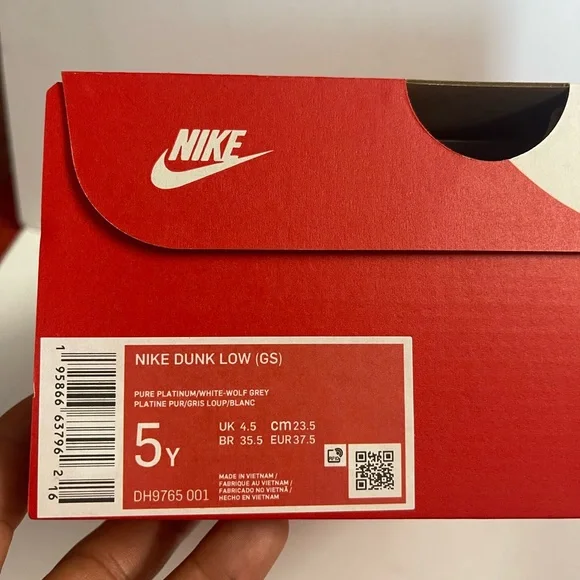 NIKE
NIKE DUNK LOW (GS)
PURE PLATINUM/WHITE-WOLF GREY
PLATINE PUR/GRIS LOUP/BLANC
5Y
UK 4.5 cm 23.5
BR 35.5 EUR 37.5
RFID
MADE IN VIETNAM /
FABRIQUE AU VIETNAM /
FABRICADO NO VIETNÃ /
HECHO EN VIETNAM
DH9765 001
1 95866 63796 2 16